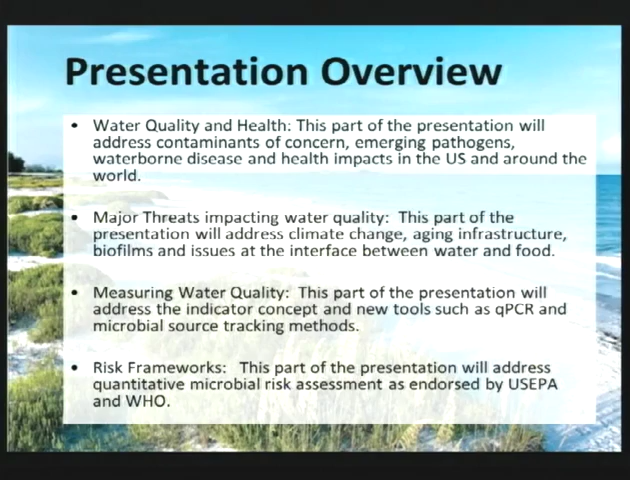 Presentation Overview
• Water Quality and Health: This part of the presentation will
address contaminants of concern, emerging pathogens,
waterborne disease and health impacts in the US and around the
world.
• Major Threats impacting water quality:  This part of the
presentation will address climate change, aging infrastructure,
biofilms and issues at the interface between water and food.
• Measuring Water Quality:  This part of the presentation will
address the indicator concept and new tools such as qPCR and
microbial source tracking methods.
• Risk Frameworks:   This part of the presentation will address
quantitative microbial risk assessment as endorsed by USEPA
and WHO.